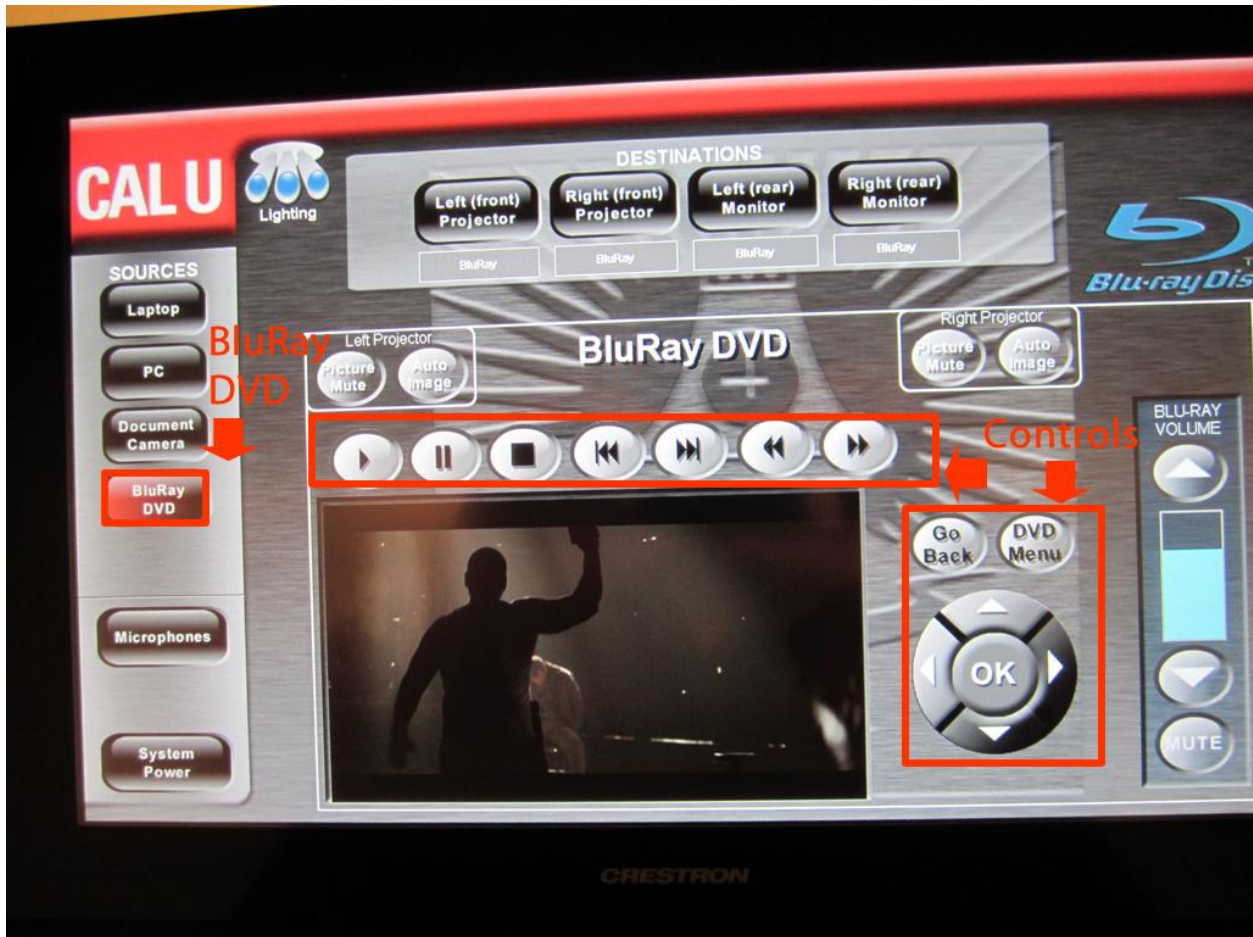 CAL U
Lighting
DESTINATIONS
Left (front)
Projector
Right (front)
Projector
Left (rear)
Monitor
Right (rear)
Monitor
BluRay
BluRay
BluRay
BluRay
Blu-ray Dis
SOURCES
Laptop
PC
Document
Camera
BluRay
DVD
Microphones
System
Power
BluRay
DVD
Left Projector
Picture
Mute
Auto
Image
BluRay DVD
Right Projector
Picture
Mute
Auto
Image
Controls
Go
Back
DVD
Menu
OK
BLU-RAY
VOLUME
MUTE
CRESTRON